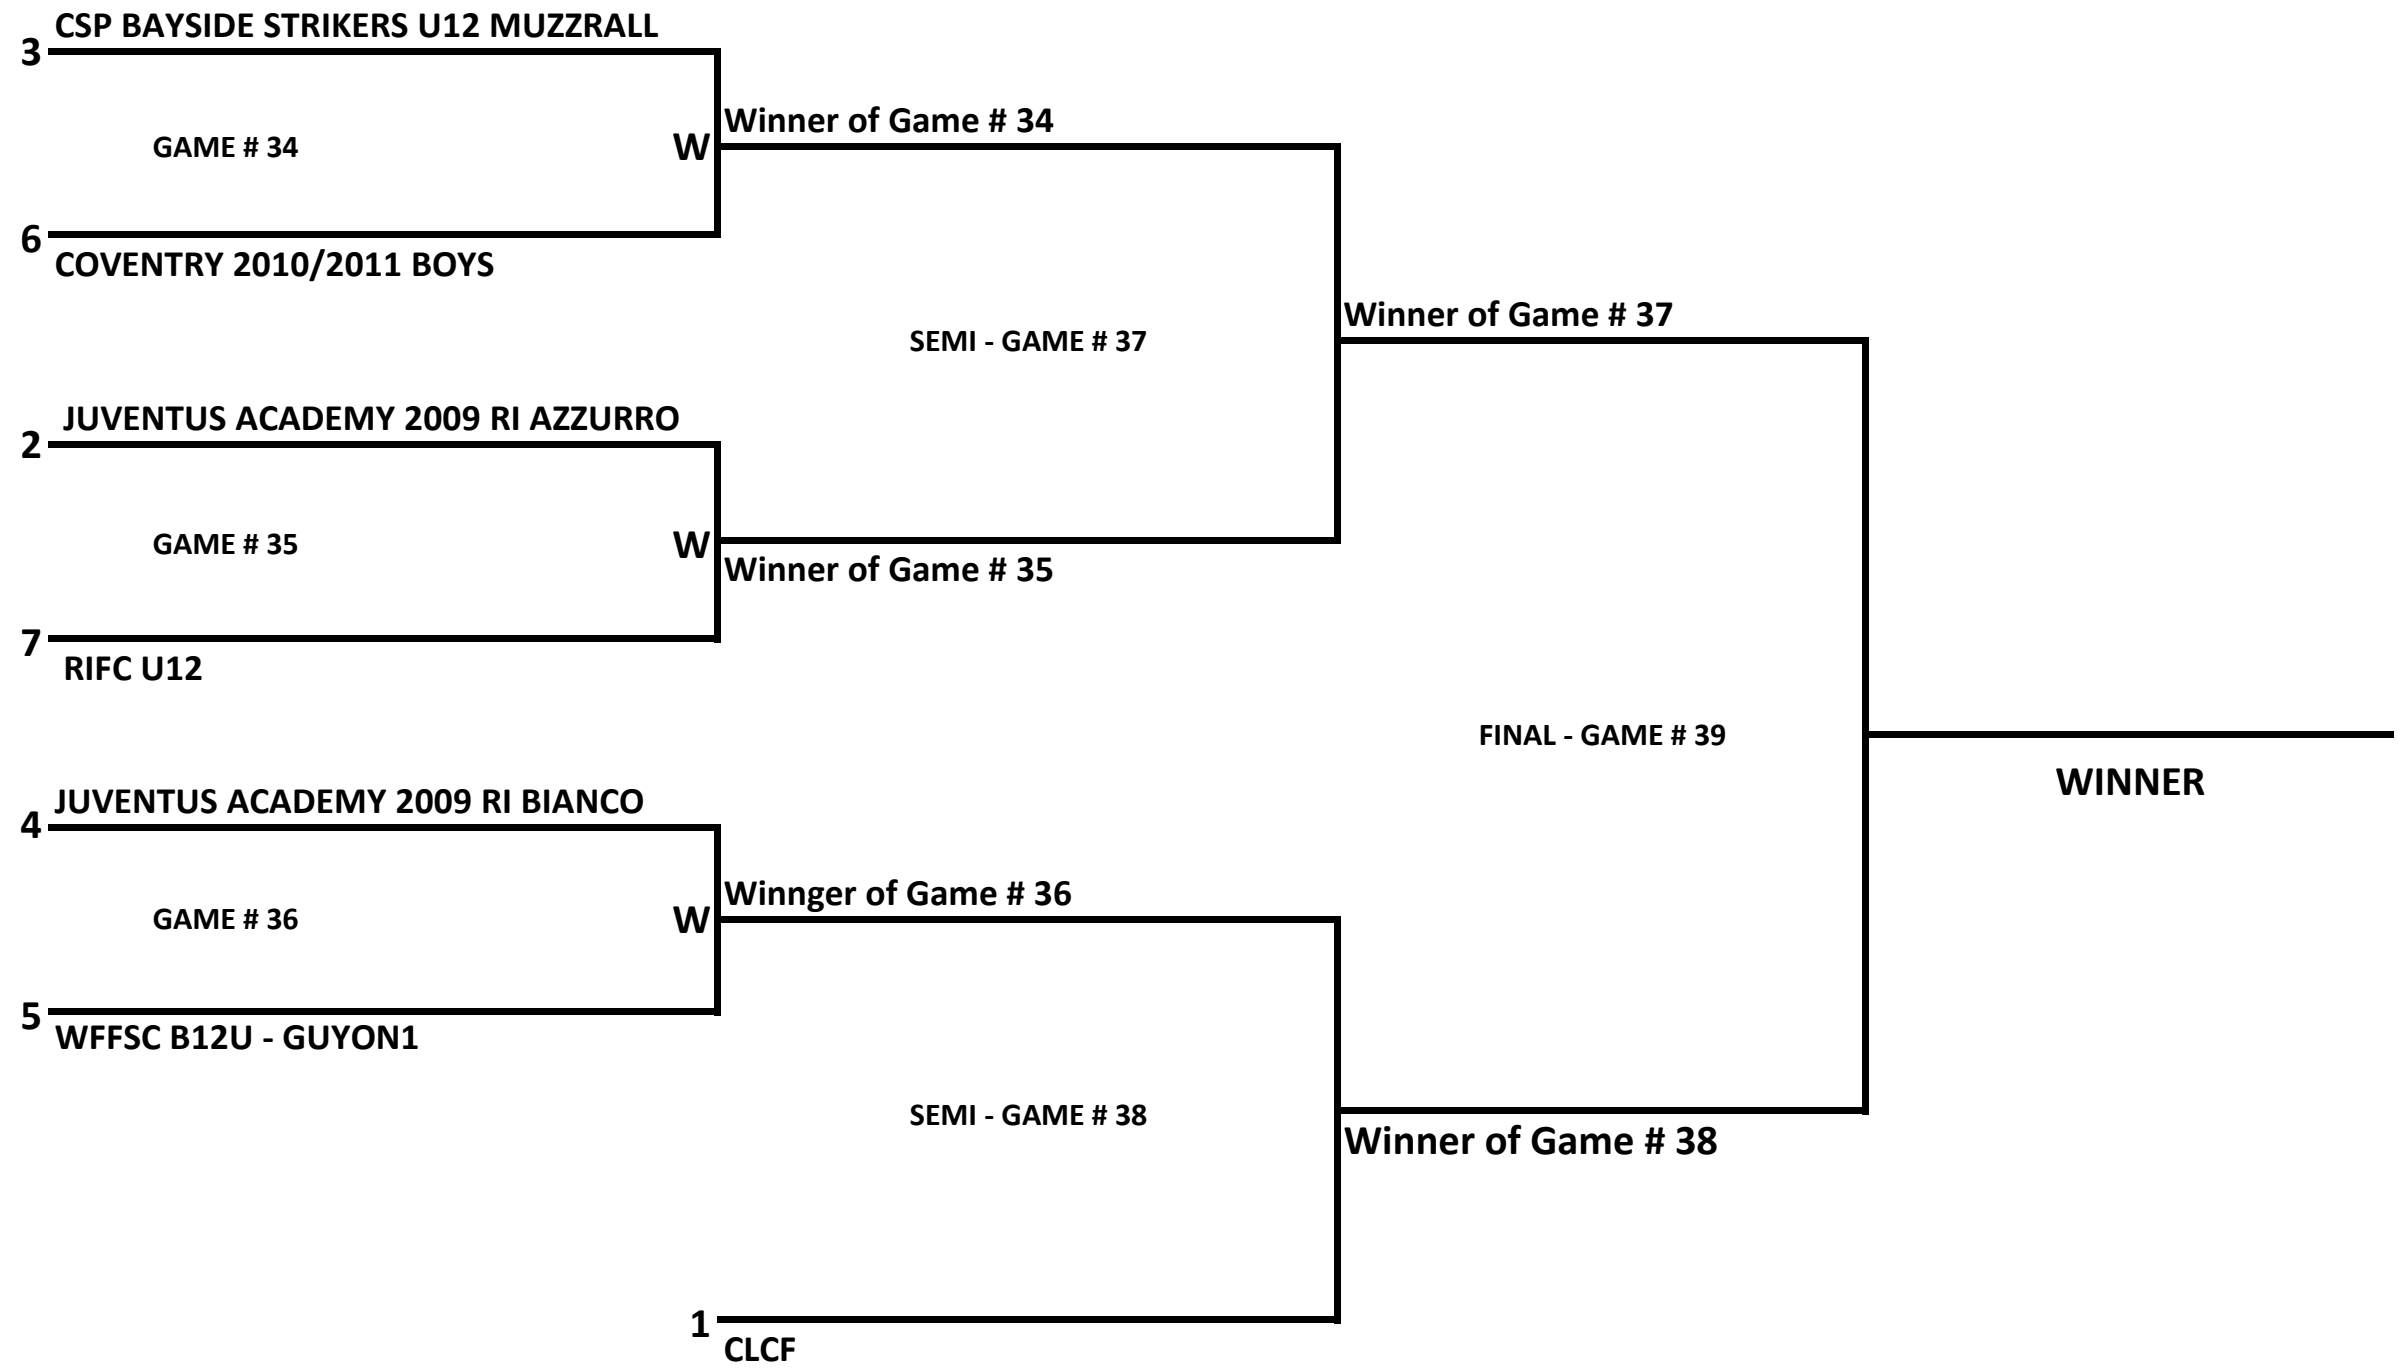 CSP BAYSIDE STRIKERS U12 MUZZRALL
3
Winner of Game # 34
GAME # 34
W
6
COVENTRY 2010/2011 BOYS
Winner of Game # 37
SEMI - GAME # 37
JUVENTUS ACADEMY 2009 RI AZZURRO
2
GAME # 35
W
Winner of Game # 35
7
RIFC U12
FINAL - GAME # 39
WINNER
JUVENTUS ACADEMY 2009 RI BIANCO
4
Winnger of Game # 36
GAME # 36
W
5
WFFSC B12U - GUYON1
SEMI - GAME # 38
Winner of Game # 38
1
CLCF